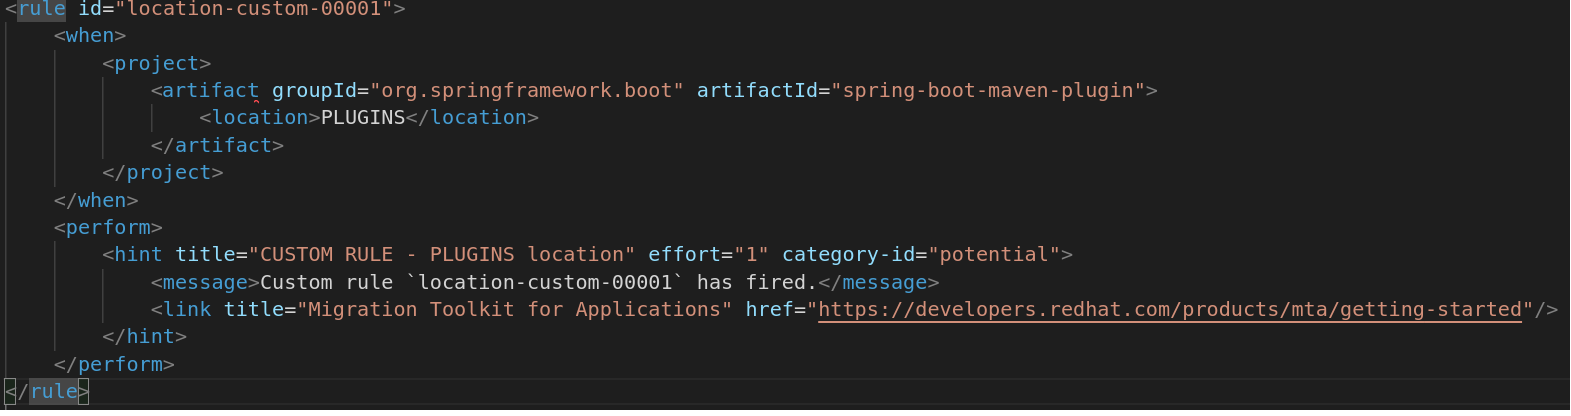 <rule id="location-custom-00001">
    <when>
        <project>
            <artifact groupId="org.springframework.boot" artifactId="spring-boot-maven-plugin">
                <location>PLUGINS</location>
            </artifact>
        </project>
    </when>
    <perform>
        <hint title="CUSTOM RULE - PLUGINS location" effort="1" category-id="potential">
            <message>Custom rule `location-custom-00001` has fired.</message>
            <link title="Migration Toolkit for Applications" href="https://developers.redhat.com/products/mta/getting-started"/>
        </hint>
    </perform>
</rule>